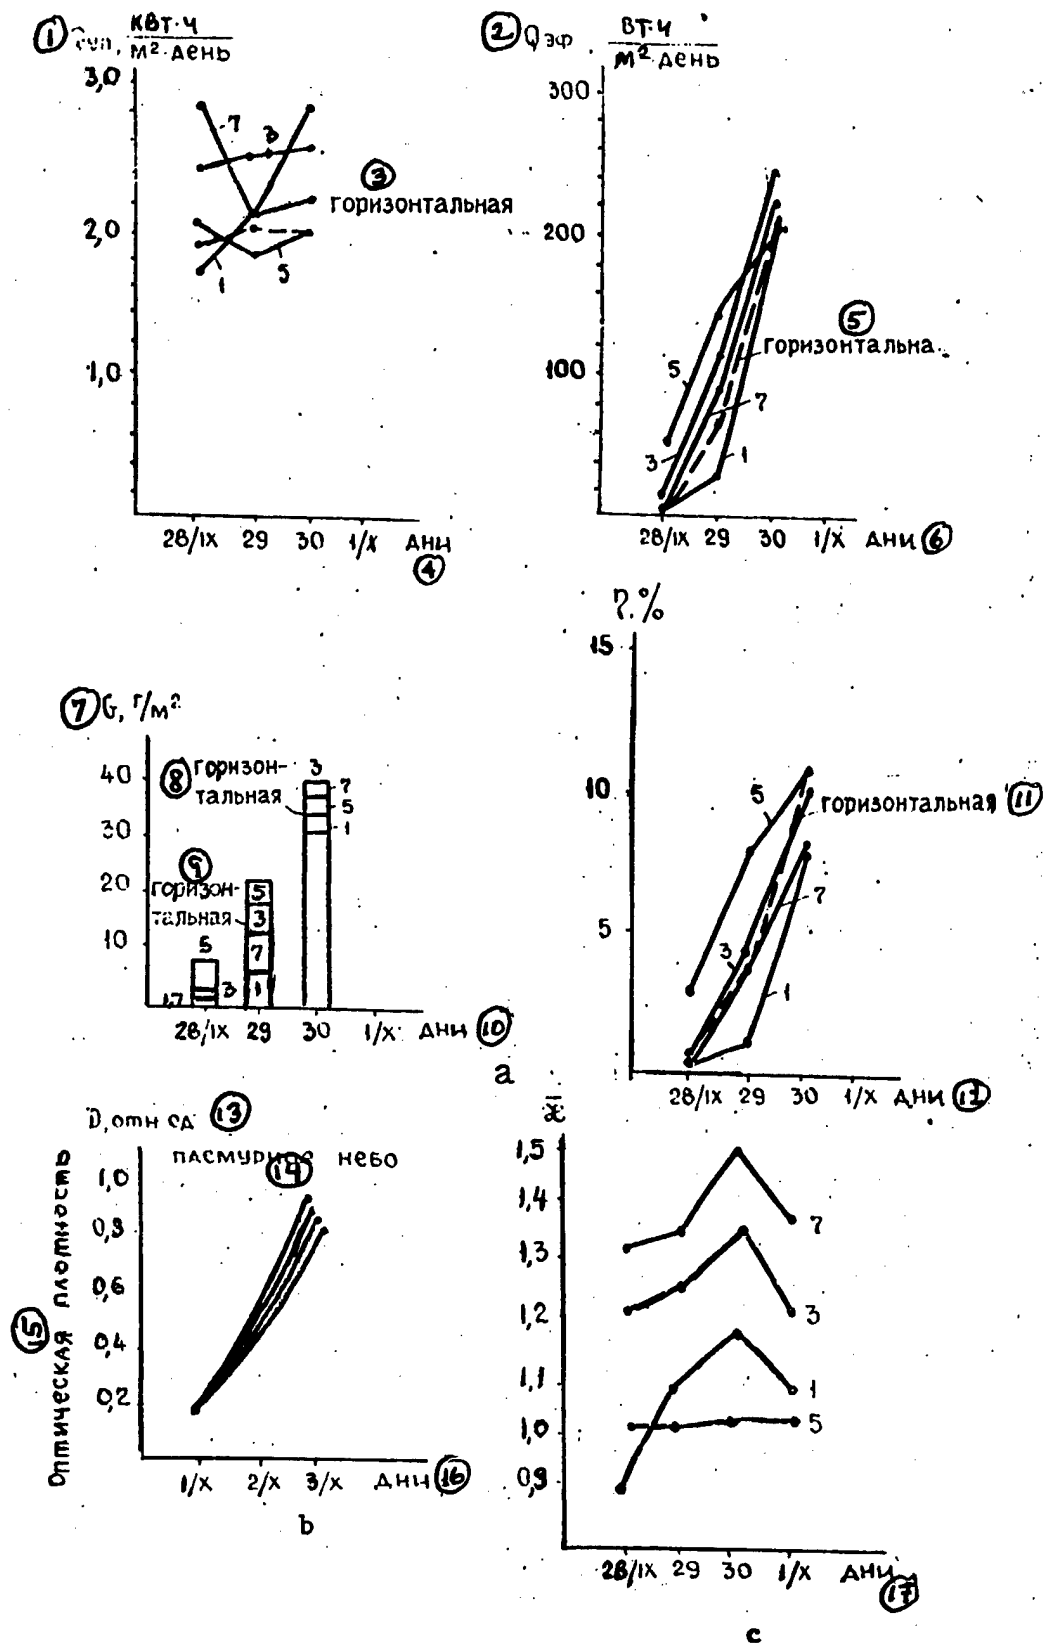 ① Qсум, КВт·ч/м²·день
3,0
2,0
1,0
7
3
③
горизонтальная
1
5
28/IX 29 30 1/X дни
④
② Qэф Вт·ч/м²·день
300
200
100
⑤
горизонтальна
5
7
3
1
28/IX 29 30 1/X дни ⑥
⑦ G, г/м²
40
30
20
10
⑧ горизон-
тальная
3
7
5
1
⑨
горизон-
тальная
5
3
7
1
5
1,7
3
28/IX 29 30 1/X дни ⑩
а
η.%
15
10
5
5
горизонтальная ⑪
7
3
1
28/IX 29 30 1/X дни ⑫
D, отн ед ⑬
пасмурное небо
⑭
Оптическая плотность
⑮
1,0
0,8
0,6
0,4
0,2
1/X 2/X 3/X дни ⑯
b
æ
1,5
1,4
1,3
1,2
1,1
1,0
0,9
7
3
1
5
28/IX 29 30 1/X дни
⑰
c